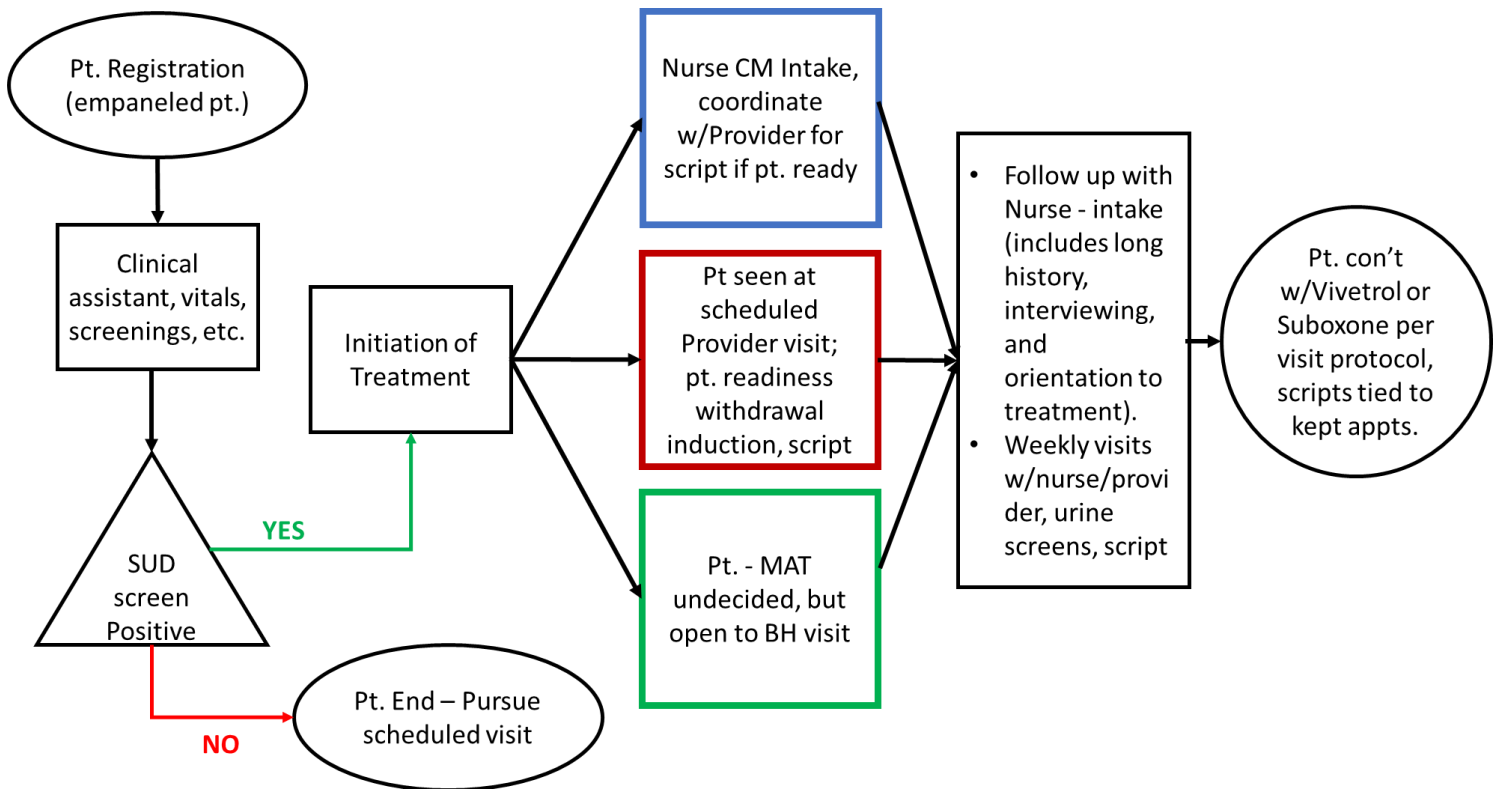 Pt. Registration
(empaneled pt.)
Clinical
assistant, vitals,
screenings, etc.
SUD
screen
Positive
YES
NO
Pt. End – Pursue
scheduled visit
Initiation of
Treatment
Nurse CM Intake,
coordinate
w/Provider for
script if pt. ready
Pt seen at
scheduled
Provider visit;
pt. readiness
withdrawal
induction, script
Pt. - MAT
undecided, but
open to BH visit
• Follow up with
Nurse - intake
(includes long
history,
interviewing,
and
orientation to
treatment).
• Weekly visits
w/nurse/provi
der, urine
screens, script
Pt. con’t
w/Vivetrol or
Suboxone per
visit protocol,
scripts tied to
kept appts.